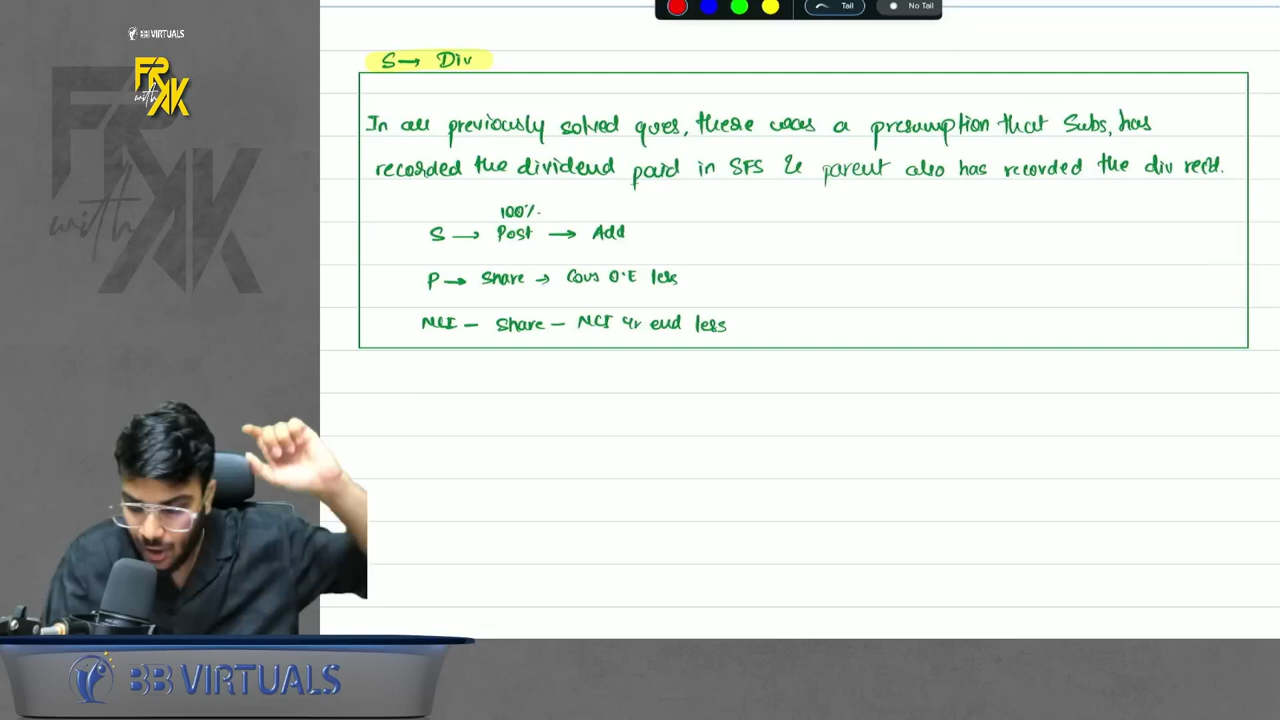 BB VIRTUALS
FR
with
KK
Tail
No Tail
S → Div
In all previously solved ques, there was a presumption that Subs, has
recorded the dividend paid in SFS & parent also has recorded the div recd.
100%
S → Post → Add
P → Share → Cons O.E less
NCI - Share - NCI Yr end less
BB VIRTUALS